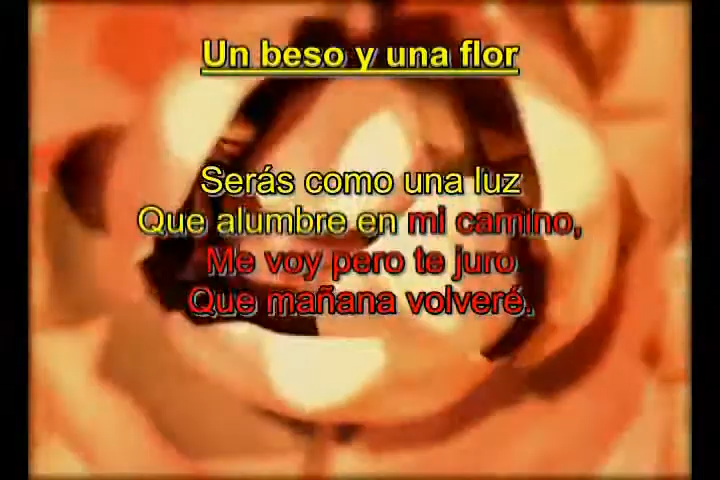 Un beso y una flor
Serás como una luz
Que alumbre en mi camino,
Me voy pero te juro
Que mañana volveré.